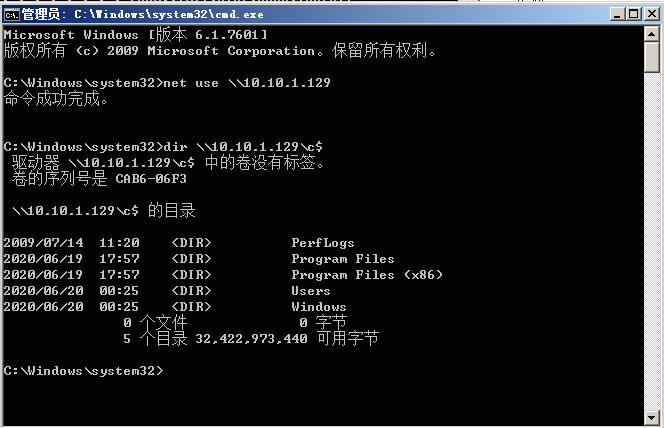 管理员: C:\Windows\system32\cmd.exe
Microsoft Windows [版本 6.1.7601]
版权所有 (c) 2009 Microsoft Corporation。保留所有权利。
C:\Windows\system32>net use \\10.10.1.129
命令成功完成。
C:\Windows\system32>dir \\10.10.1.129\c$
 驱动器 \\10.10.1.129\c$ 中的卷没有标签。
 卷的序列号是 CAB6-06F3
 \\10.10.1.129\c$ 的目录
2009/07/14  11:20    <DIR>          PerfLogs
2020/06/19  17:57    <DIR>          Program Files
2020/06/19  17:57    <DIR>          Program Files (x86)
2020/06/20  00:25    <DIR>          Users
2020/06/20  00:25    <DIR>          Windows
               0 个文件              0 字节
               5 个目录 32,422,973,440 可用字节
C:\Windows\system32>